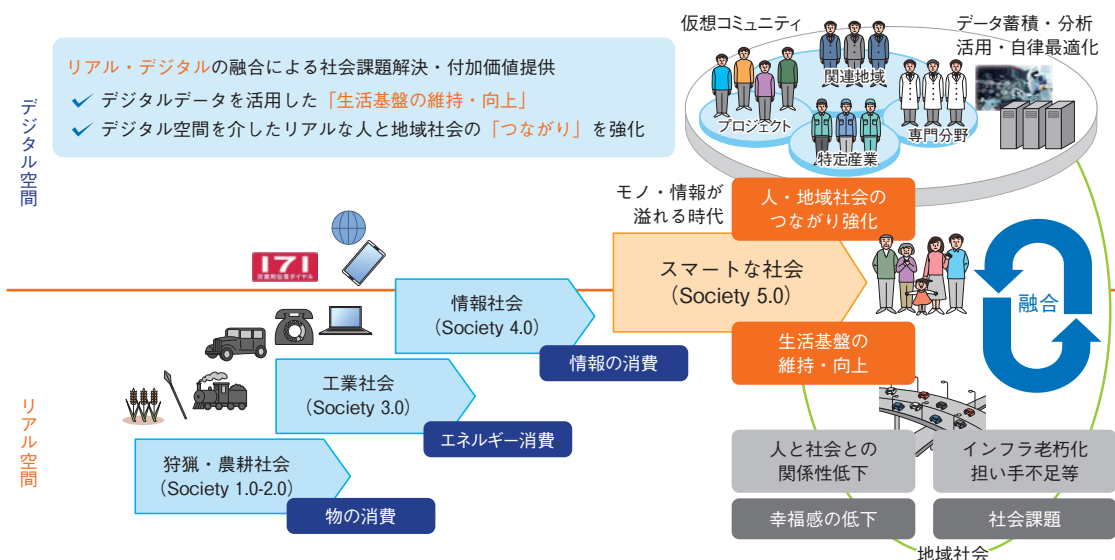 仮想コミュニティ
データ蓄積・分析
活用・自律最適化
リアル・デジタルの融合による社会課題解決・付加価値提供
デジタルデータを活用した「生活基盤の維持・向上」
デジタル空間を介したリアルな人と地域社会の「つながり」を強化
デジタル空間
関連地域
プロジェクト
専門分野
特定産業
モノ・情報が
溢れる時代
人・地域社会の
つながり強化
171
災害用伝言ダイヤル
スマートな社会
(Society 5.0)
融合
情報社会
(Society 4.0)
情報の消費
生活基盤の
維持・向上
工業社会
(Society 3.0)
エネルギー消費
リアル空間
狩猟・農耕社会
(Society 1.0-2.0)
物の消費
人と社会との
関係性低下
インフラ老朽化
担い手不足等
幸福感の低下
社会課題
地域社会